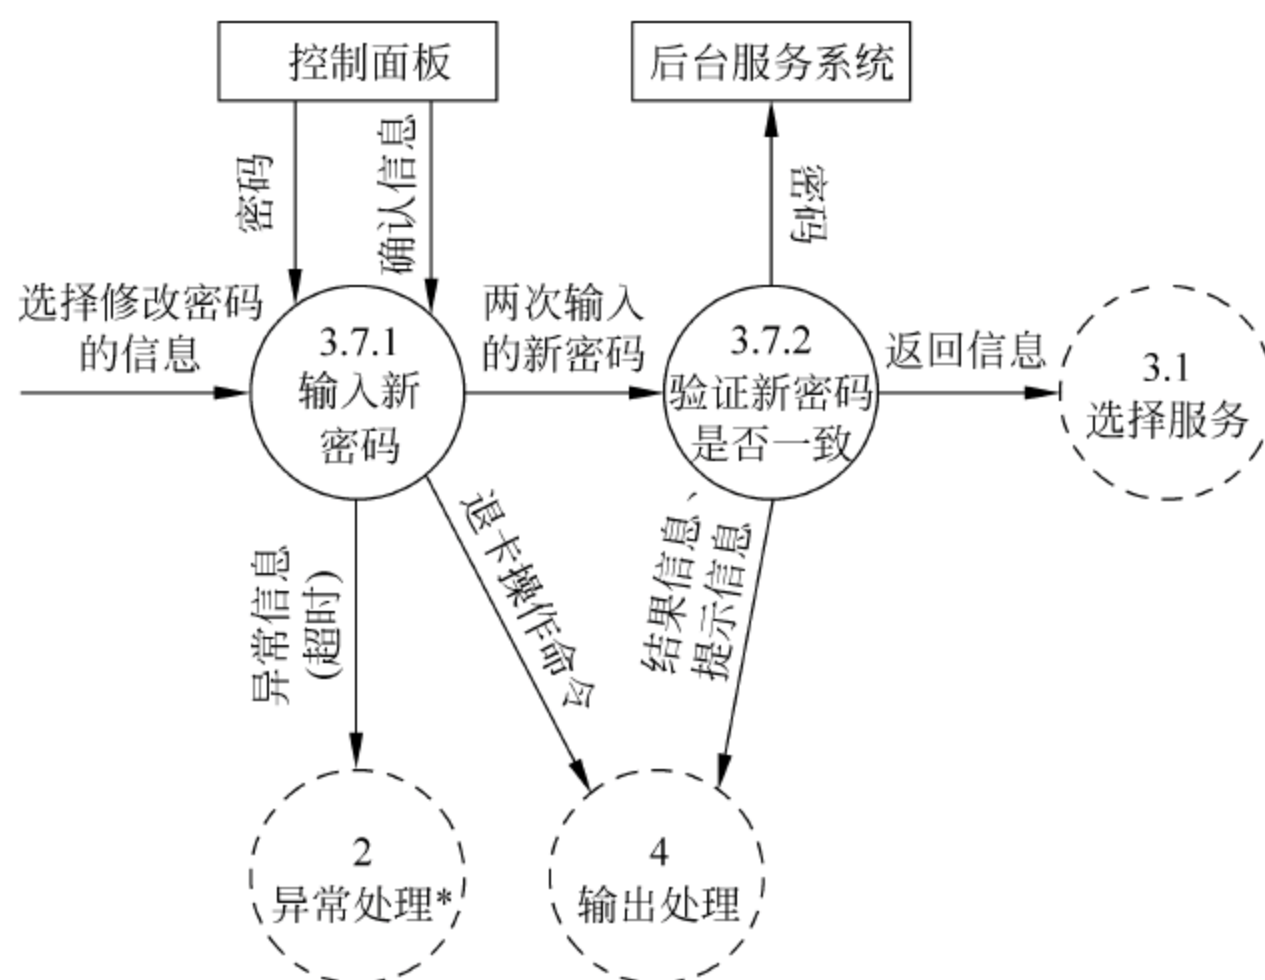 控制面板
后台服务系统
密码
确认信息
密码
选择修改密码
的信息
3.7.1
输入新
密码
两次输入
的新密码
3.7.2
验证新密码
是否一致
返回信息
3.1
选择服务
异常信息
(超时)
退卡操作命令
结果信息、
提示信息
2
异常处理*
4
输出处理